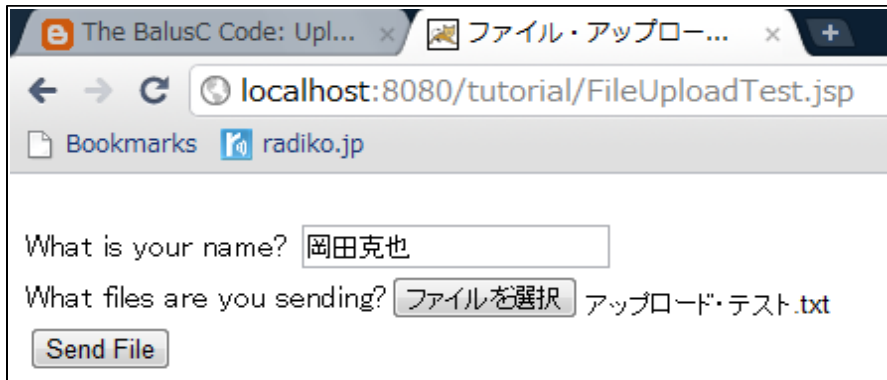 The BalusC Code: Upl...
ファイル・アップロー...
localhost:8080/tutorial/FileUploadTest.jsp
Bookmarks radiko.jp
What is your name? 岡田克也
What files are you sending? ファイルを選択 アップロード・テスト.txt
Send File